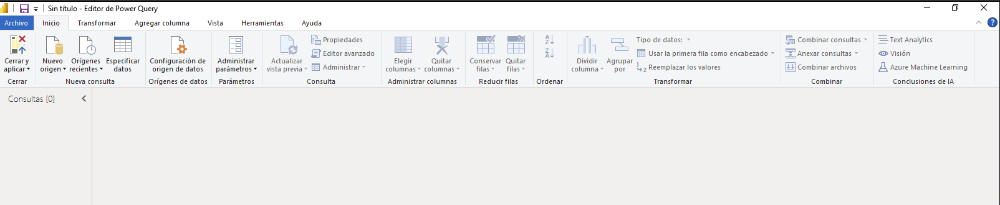 Sin título - Editor de Power Query
Archivo Inicio Transformar Agregar columna Vista Herramientas Ayuda
Cerrar y aplicar
Cerrar
Nuevo origen
Orígenes recientes
Especificar datos
Nueva consulta
Configuración de origen de datos
Orígenes de datos
Administrar parámetros
Parámetros
Actualizar vista previa
Propiedades
Editor avanzado
Administrar
Consulta
Elegir columnas
Quitar columnas
Administrar columnas
Conservar filas
Quitar filas
Reducir filas
A
Z
Z
A
Ordenar
Dividir columna
Agrupar por
Tipo de datos:
Usar la primera fila como encabezado
1
2
Reemplazar los valores
Transformar
Combinar consultas
Anexar consultas
Combinar archivos
Combinar
Text Analytics
Visión
Azure Machine Learning
Conclusiones de IA
?
Consultas [0]